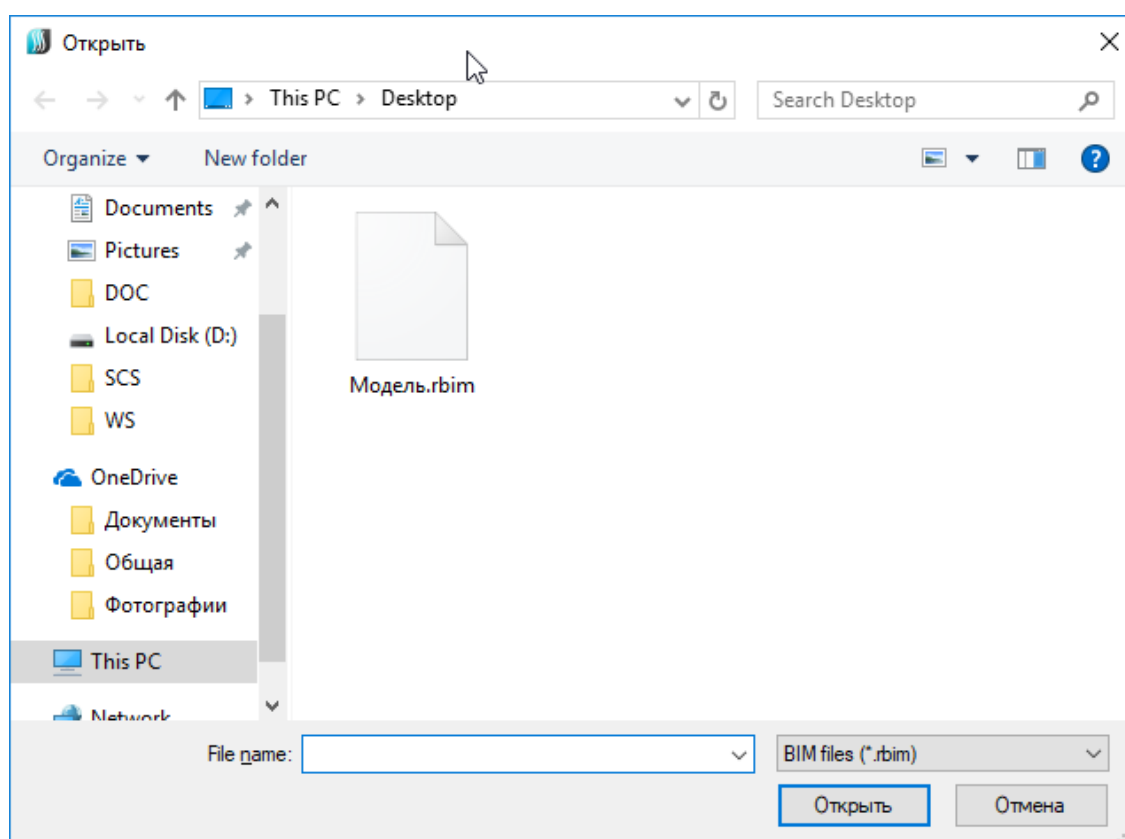 Открыть
This PC > Desktop
Search Desktop
Organize
New folder
Documents
Pictures
DOC
Local Disk (D:)
SCS
WS
OneDrive
Документы
Общая
Фотографии
This PC
Network
Модель.rbim
File name:
BIM files (*.rbim)
Открыть
Отмена